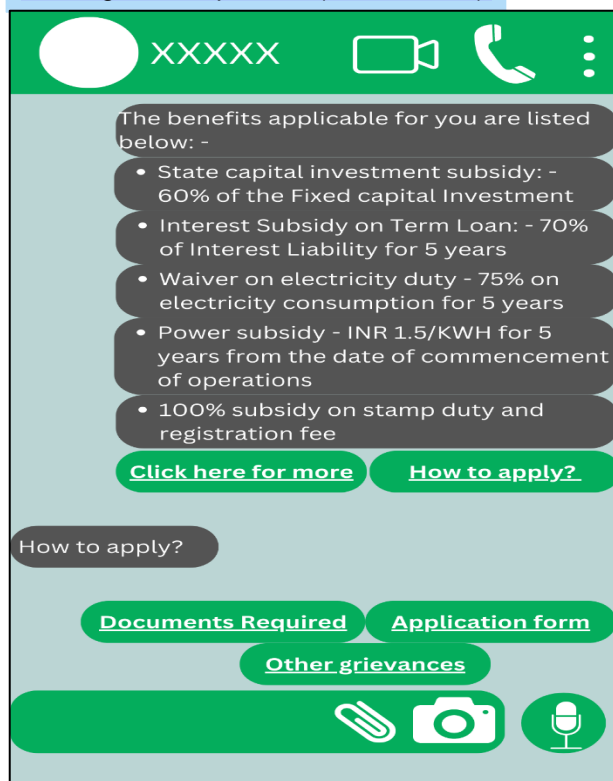 XXXXX
The benefits applicable for you are listed
below: -
• State capital investment subsidy: -
60% of the Fixed capital Investment
• Interest Subsidy on Term Loan: - 70%
of Interest Liability for 5 years
• Waiver on electricity duty - 75% on
electricity consumption for 5 years
• Power subsidy - INR 1.5/KWH for 5
years from the date of commencement
of operations
• 100% subsidy on stamp duty and
registration fee
Click here for more How to apply?
How to apply?
Documents Required Application form
Other grievances